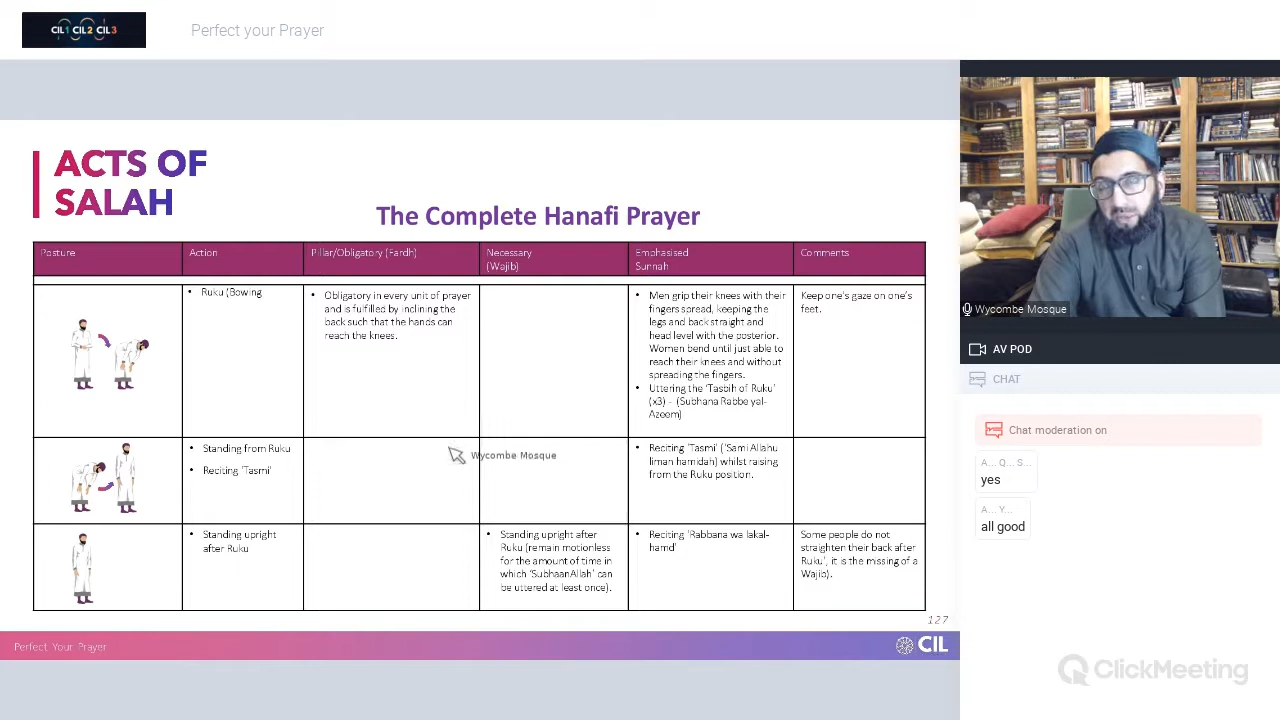 CIL1 CIL2 CIL3
Perfect your Prayer
ACTS OF
SALAH
The Complete Hanafi Prayer
Posture
Action
Pillar/Obligatory (Fardh)
Necessary
(Wajib)
Emphasised
Sunnah
Comments
• Ruku (Bowing
• Obligatory in every unit of prayer
and is fulfilled by inclining the
back such that the hands can
reach the knees.
• Men grip their knees with their
fingers spread, keeping the
legs and back straight and
head level with the posterior.
Women bend until just able to
reach their knees and without
spreading the fingers.
• Uttering the 'Tasbih of Ruku'
(x3) - (Subhana Rabbe yal-
Azeem)
Keep one's gaze on one's
feet.
• Standing from Ruku
• Reciting 'Tasmi'
Wycombe Mosque
• Reciting 'Tasmi' ('Sami Allahu
liman hamidah) whilst raising
from the Ruku position.
• Standing upright
after Ruku
• Standing upright after
Ruku (remain motionless
for the amount of time in
which 'SubhaanAllah' can
be uttered at least once).
• Reciting 'Rabbana wa lakal-
hamd'
Some people do not
straighten their back after
Ruku', it is the missing of a
Wajib).
127
Perfect Your Prayer
CIL
Wycombe Mosque
AV POD
CHAT
Chat moderation on
A... Q... S...
yes
A... Y...
all good
ClickMeeting